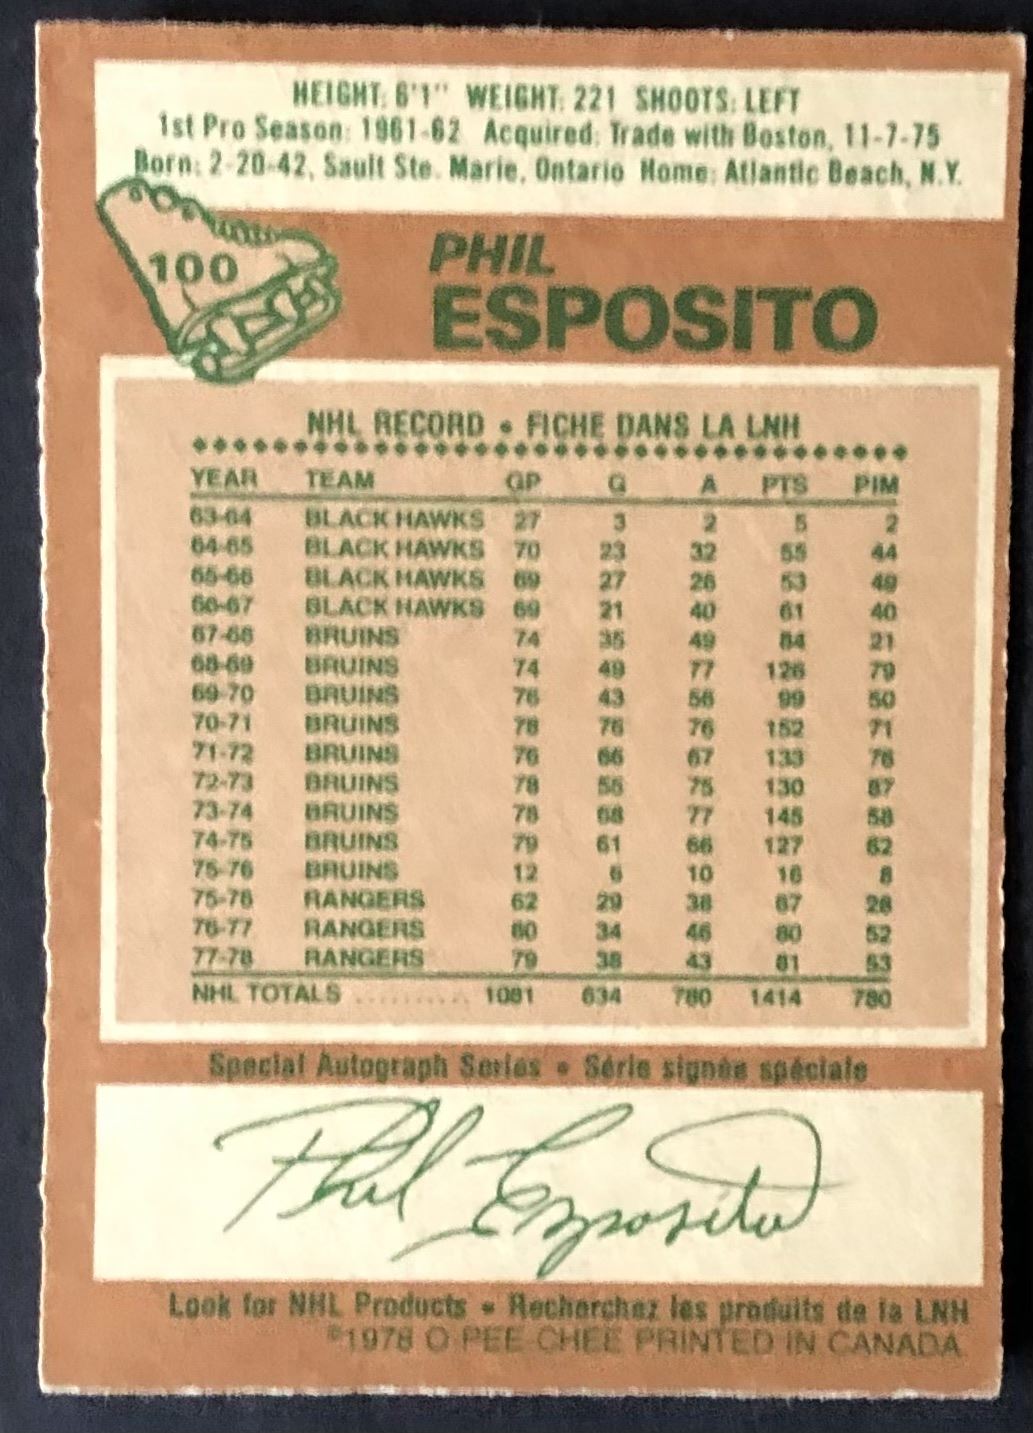 HEIGHT: 6'1" WEIGHT: 221 SHOOTS: LEFT
1st Pro Season: 1961-62 Acquired: Trade with Boston, 11-7-75
Born: 2-20-42, Sault Ste. Marie, Ontario Home: Atlantic Beach, N.Y.
100
PHIL
ESPOSITO
NHL RECORD • FICHE DANS LA LNH
YEAR TEAM GP G A PTS PIM
63-64 BLACK HAWKS 27 3 2 5 2
64-65 BLACK HAWKS 70 23 32 55 44
65-66 BLACK HAWKS 69 27 26 53 49
66-67 BLACK HAWKS 69 21 40 61 40
67-68 BRUINS 74 35 49 84 21
68-69 BRUINS 74 49 77 126 79
69-70 BRUINS 76 43 56 99 50
70-71 BRUINS 78 76 76 152 71
71-72 BRUINS 76 66 67 133 76
72-73 BRUINS 78 55 75 130 87
73-74 BRUINS 78 68 77 145 58
74-75 BRUINS 79 61 66 127 62
75-76 BRUINS 12 6 10 16 8
75-76 RANGERS 62 29 38 67 28
76-77 RANGERS 80 34 46 80 52
77-78 RANGERS 79 38 43 81 53
NHL TOTALS .......... 1081 634 780 1414 780
Special Autograph Series • Série signée spéciale
Phil Esposito
Look for NHL Products • Recherchez les produits de la LNH
©1978 O-PEE-CHEE PRINTED IN CANADA.